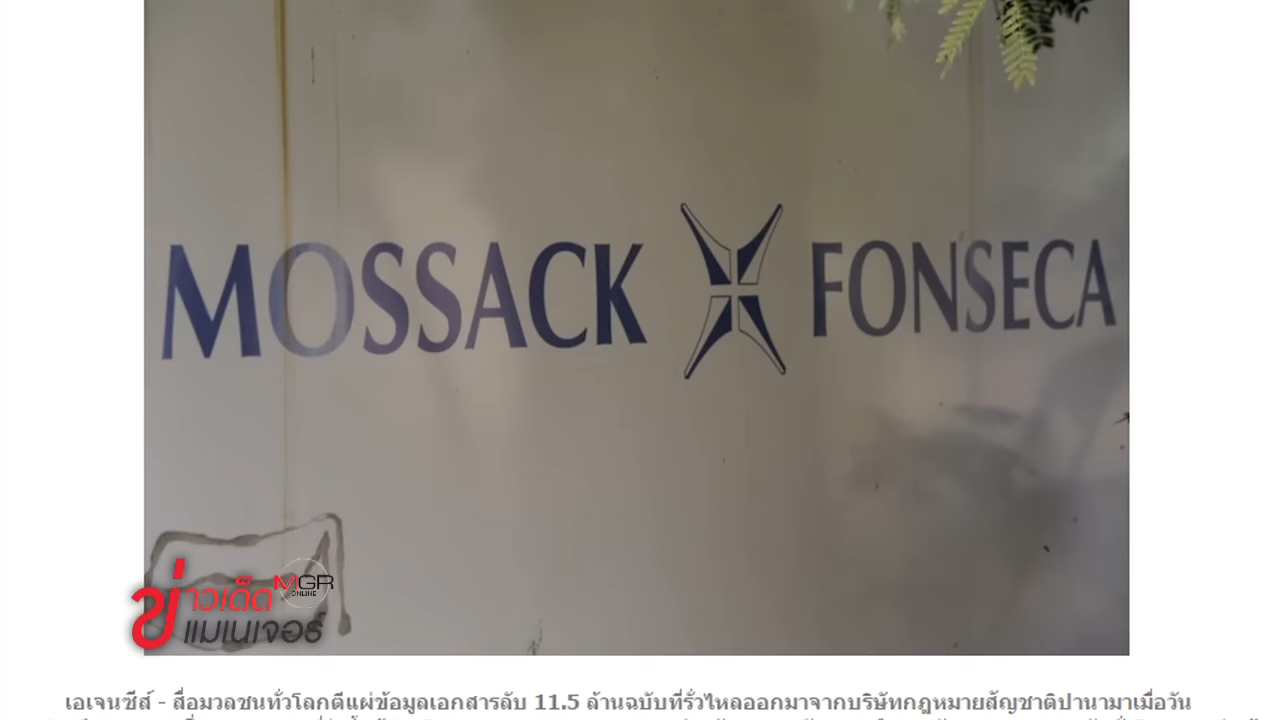 MOSSACK FONSECA
MGR
ONLINE
ข่าวเด็ด
แมเนเจอร์
เอเจนซีส์ - สื่อมวลชนทั่วโลกตีแผ่ข้อมูลเอกสารลับ 11.5 ล้านฉบับที่รั่วไหลออกมาจากบริษัทกฎหมายสัญชาติปานามาเมื่อวัน